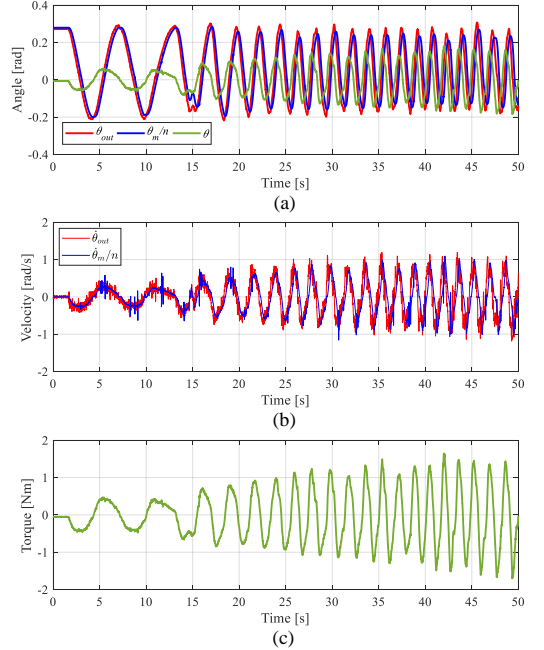 0.4
0.2
0
-0.2
-0.4
Angle [rad]
θout θm/n θ
0 5 10 15 20 25 30 35 40 45 50
Time [s]
(a)
2
1
0
-1
-2
Velocity [rad/s]
θ̇out
θ̇m/n
0 5 10 15 20 25 30 35 40 45 50
Time [s]
(b)
2
1
0
-1
-2
Torque [Nm]
0 5 10 15 20 25 30 35 40 45 50
Time [s]
(c)